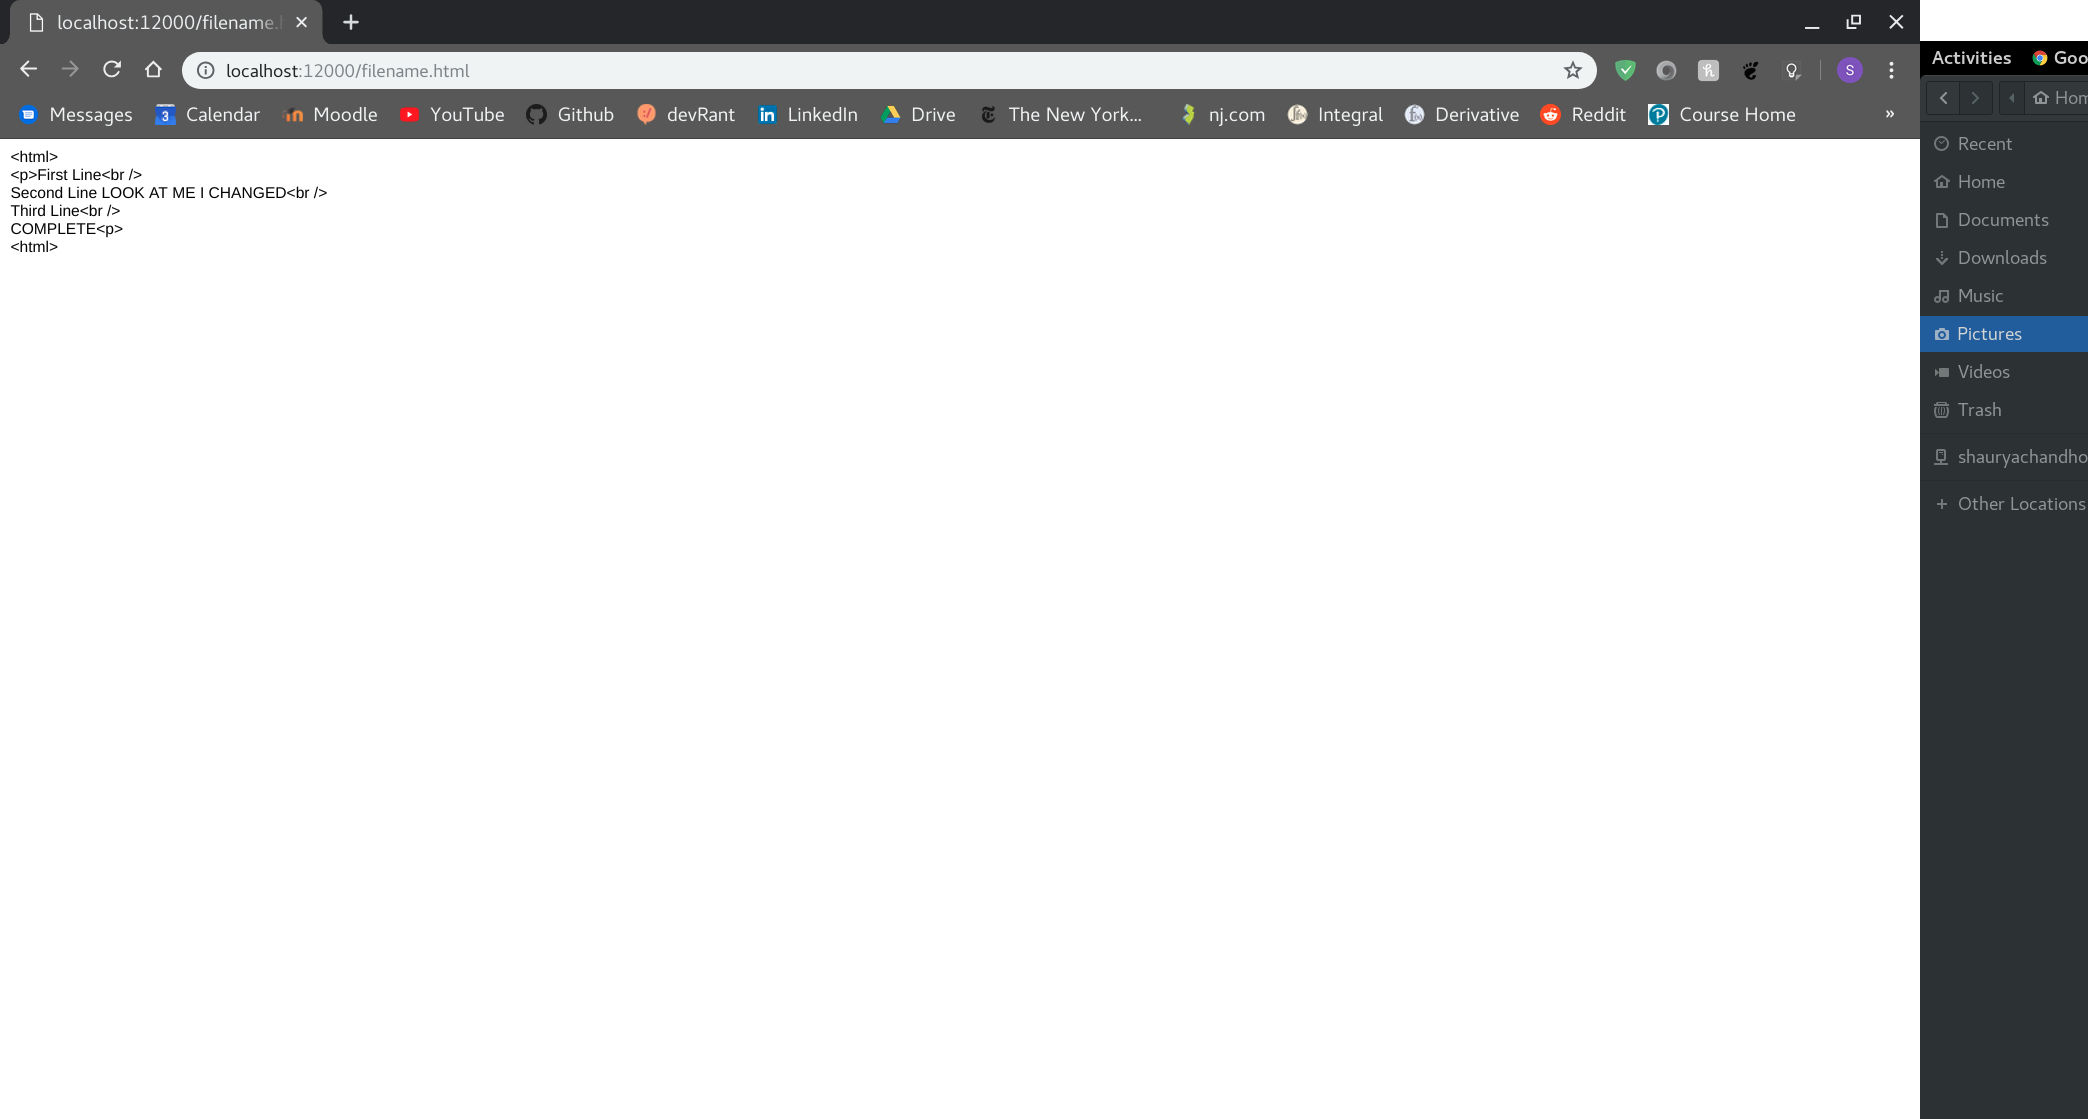 localhost:12000/filename.h
localhost:12000/filename.html
S
Messages
3 Calendar
Moodle
YouTube
Github
devRant
in LinkedIn
Drive
The New York...
nj.com
Integral
Derivative
Reddit
Course Home
»
<html>
<p>First Line<br />
Second Line LOOK AT ME I CHANGED<br />
Third Line<br />
COMPLETE<p>
<html>
Activities Goo
Hom
Recent
Home
Documents
Downloads
Music
Pictures
Videos
Trash
shauryachandho
Other Locations